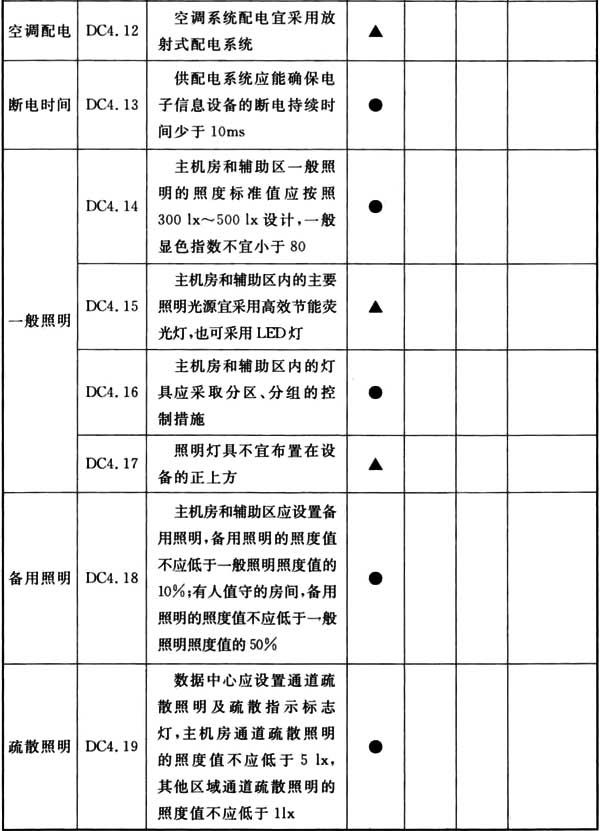 空调配电
DC4.12
空调系统配电宜采用放
射式配电系统
▲
断电时间
DC4.13
供配电系统应能确保电
子信息设备的断电持续时
间少于 10ms
●
一般照明
DC4.14
主机房和辅助区一般照
明的照度标准值应按照
300 lx～500 lx 设计,一般
显色指数不宜小于 80
●
DC4.15
主机房和辅助区内的主要
照明光源宜采用高效节能荧
光灯,也可采用 LED 灯
▲
DC4.16
主机房和辅助区内的灯
具应采取分区、分组的控
制措施
●
DC4.17
照明灯具不宜布置在设
备的正上方
▲
备用照明
DC4.18
主机房和辅助区应设置备
用照明,备用照明的照度值
不应低于一般照明照度值的
10%;有人值守的房间,备用
照明的照度值不应低于一般
照明照度值的 50%
●
疏散照明
DC4.19
数据中心应设置通道疏
散照明及疏散指示标志
灯,主机房通道疏散照明
的照度值不应低于 5 lx,
其他区域通道疏散照明的
照度值不应低于 1lx
●